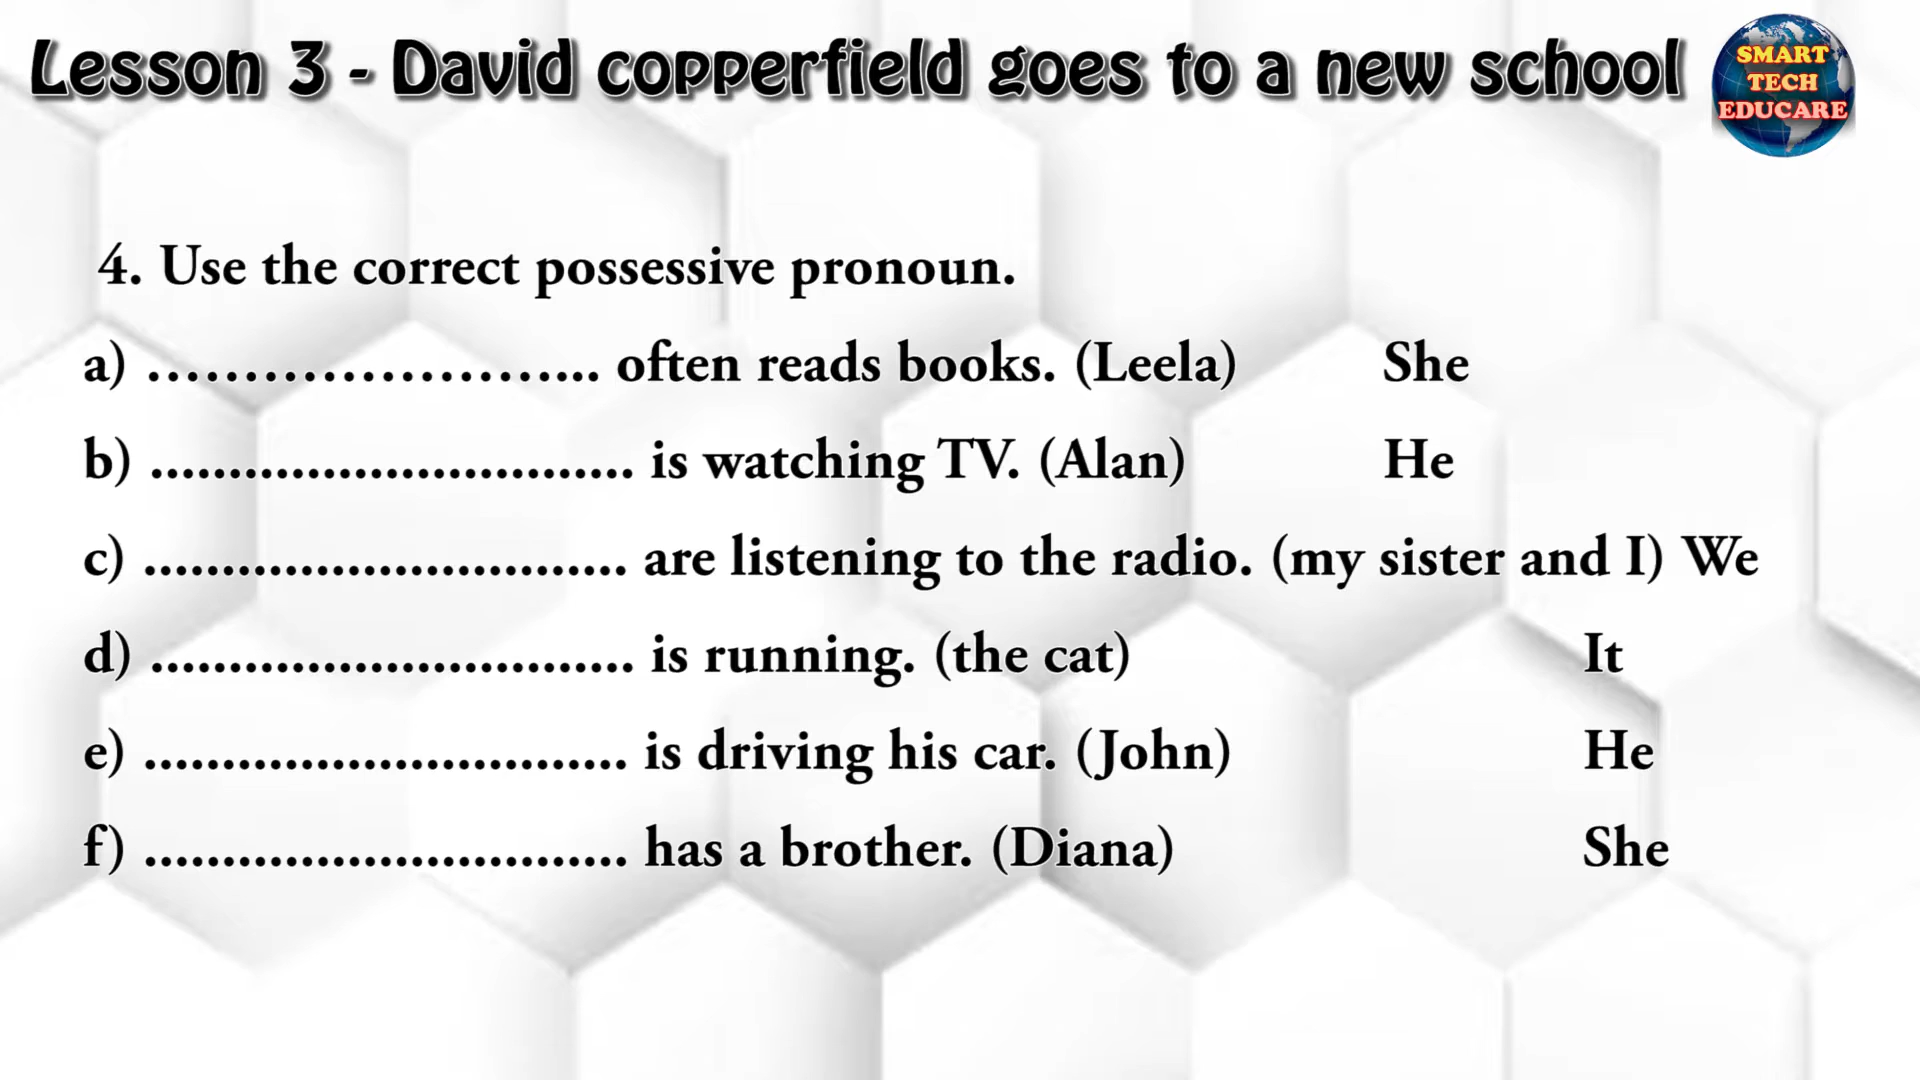 Lesson 3 - David copperfield goes to a new school
SMART
TECH
EDUCARE
4. Use the correct possessive pronoun.
a) …………………….. often reads books. (Leela) She
b) ............................... is watching TV. (Alan) He
c) ............................... are listening to the radio. (my sister and I) We
d) ............................... is running. (the cat) It
e) ............................... is driving his car. (John) He
f) ............................... has a brother. (Diana) She